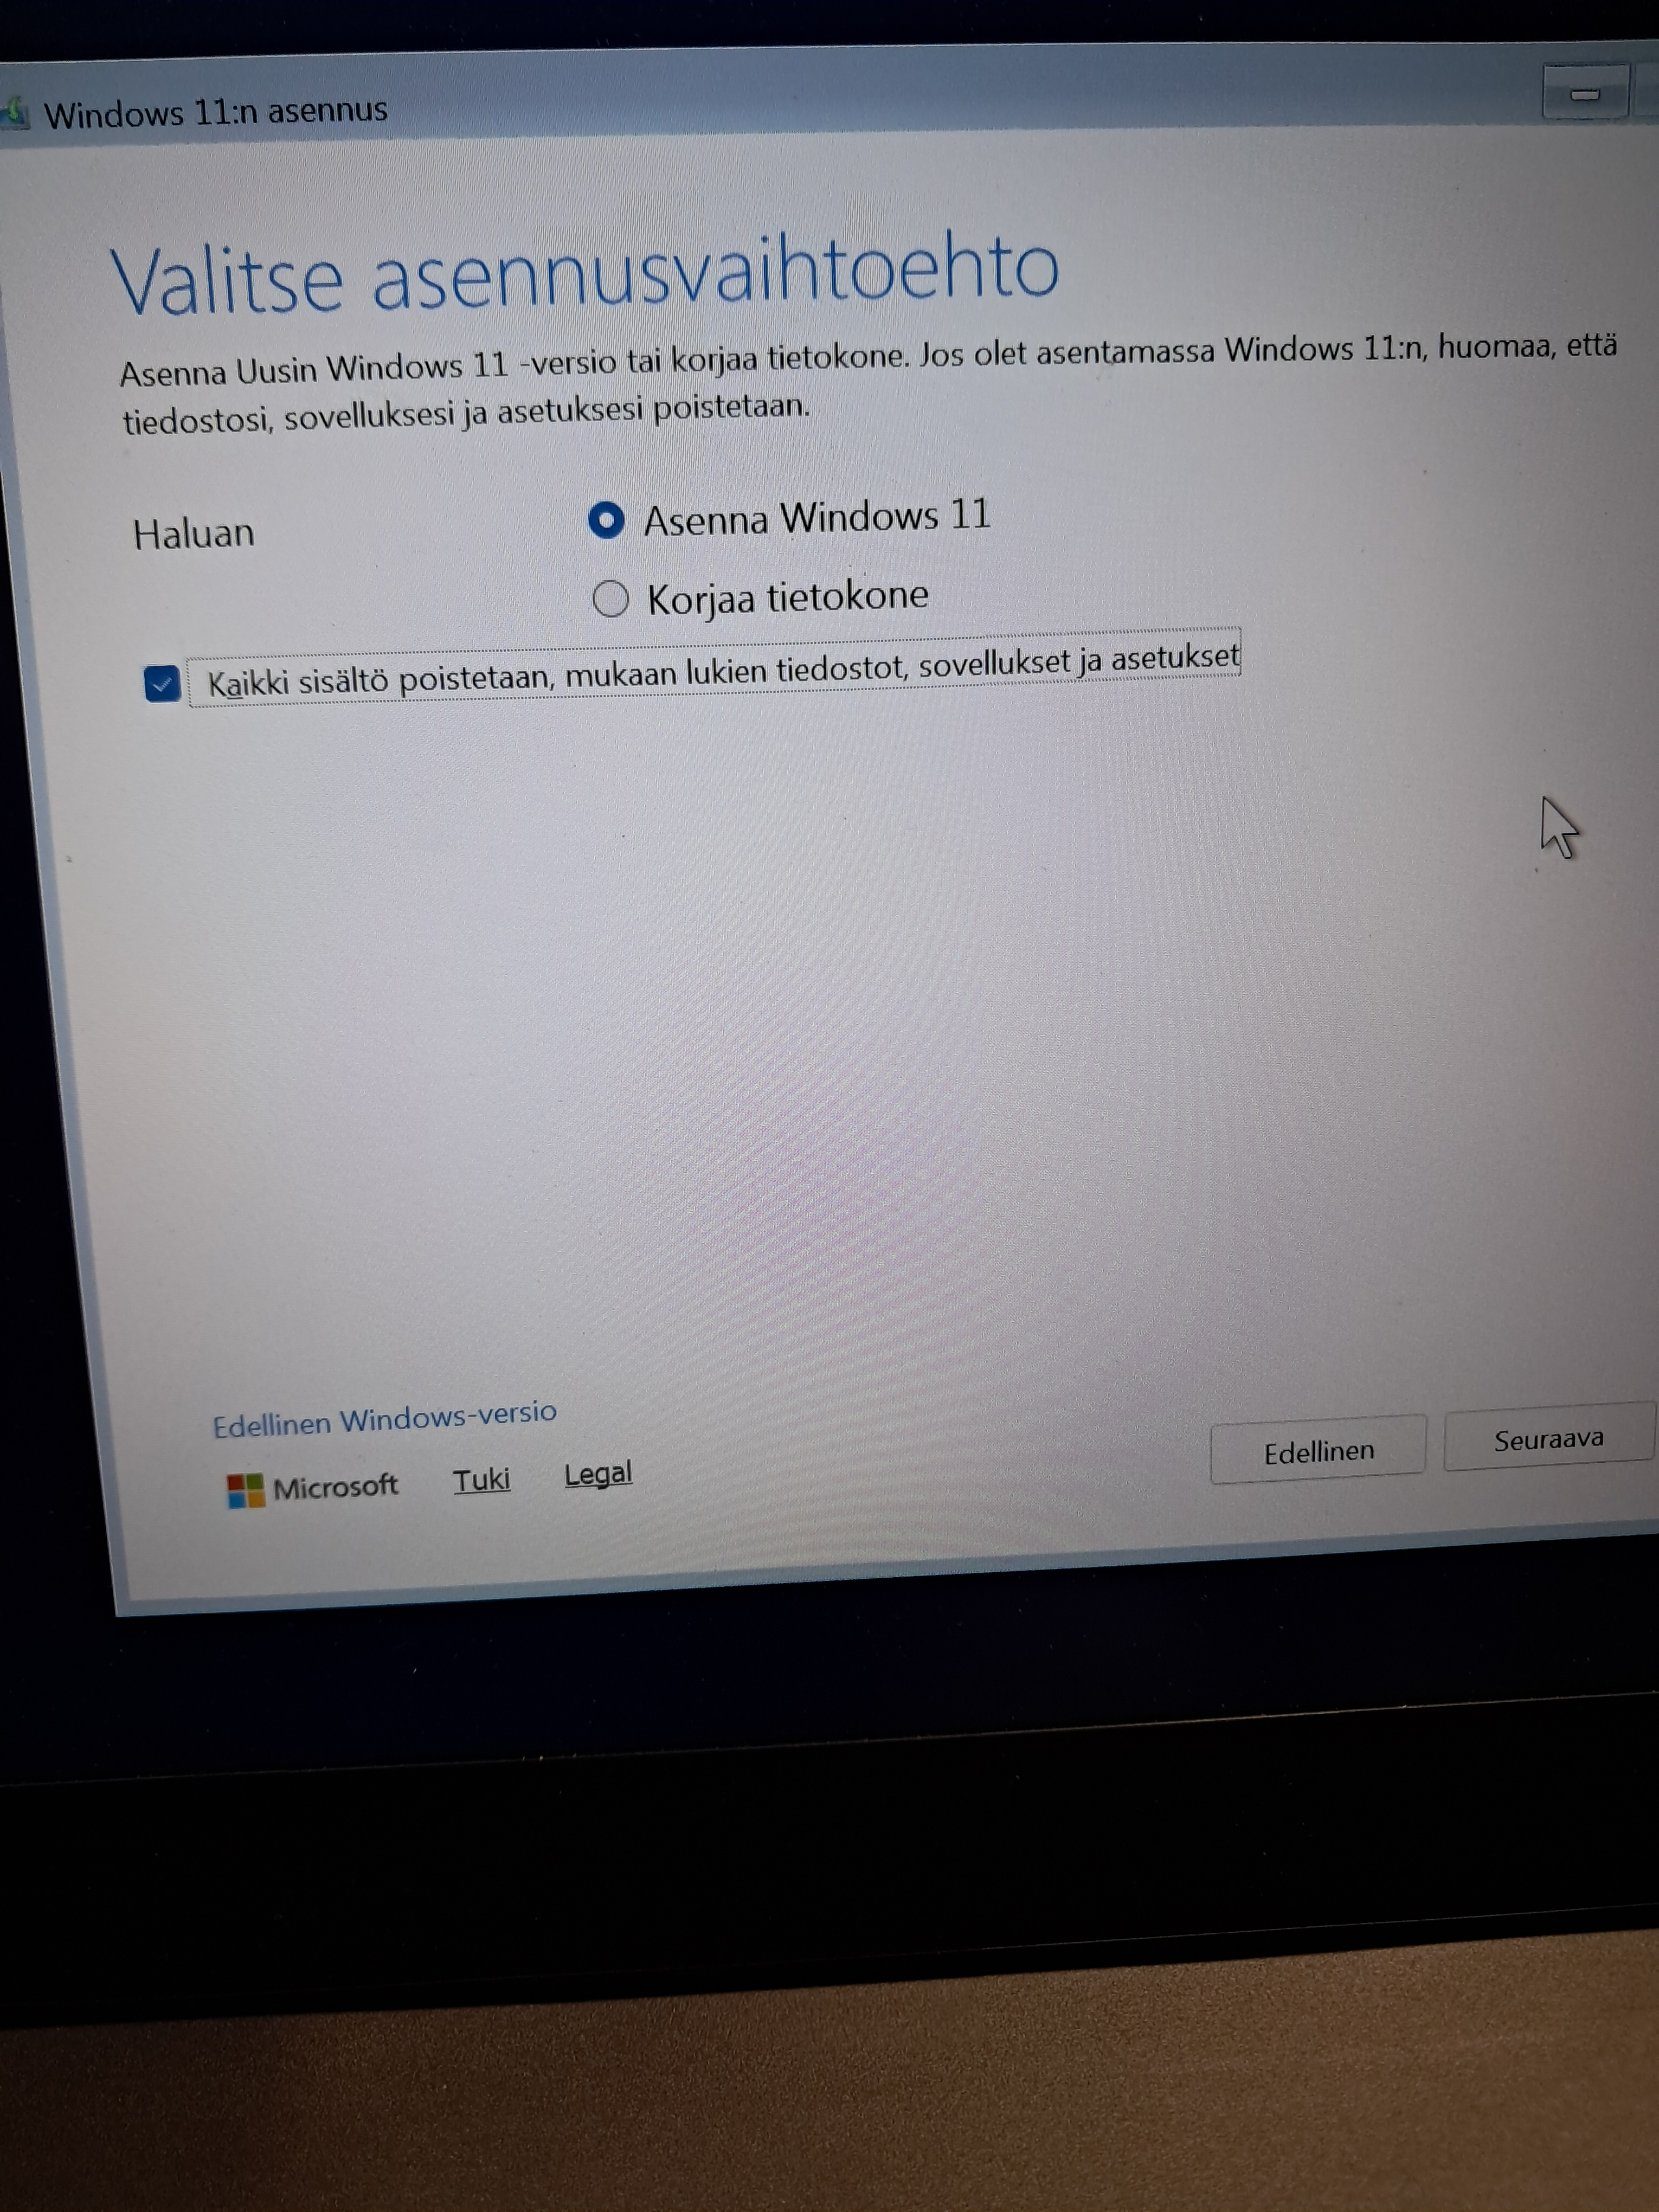 Windows 11:n asennus
Valitse asennusvaihtoehto
Asenna Uusin Windows 11 -versio tai korjaa tietokone. Jos olet asentamassa Windows 11:n, huomaa, että
tiedostosi, sovelluksesi ja asetuksesi poistetaan.
Haluan
Asenna Windows 11
Korjaa tietokone
Kaikki sisältö poistetaan, mukaan lukien tiedostot, sovellukset ja asetukset
Edellinen Windows-versio
Microsoft Tuki Legal
Edellinen Seuraava